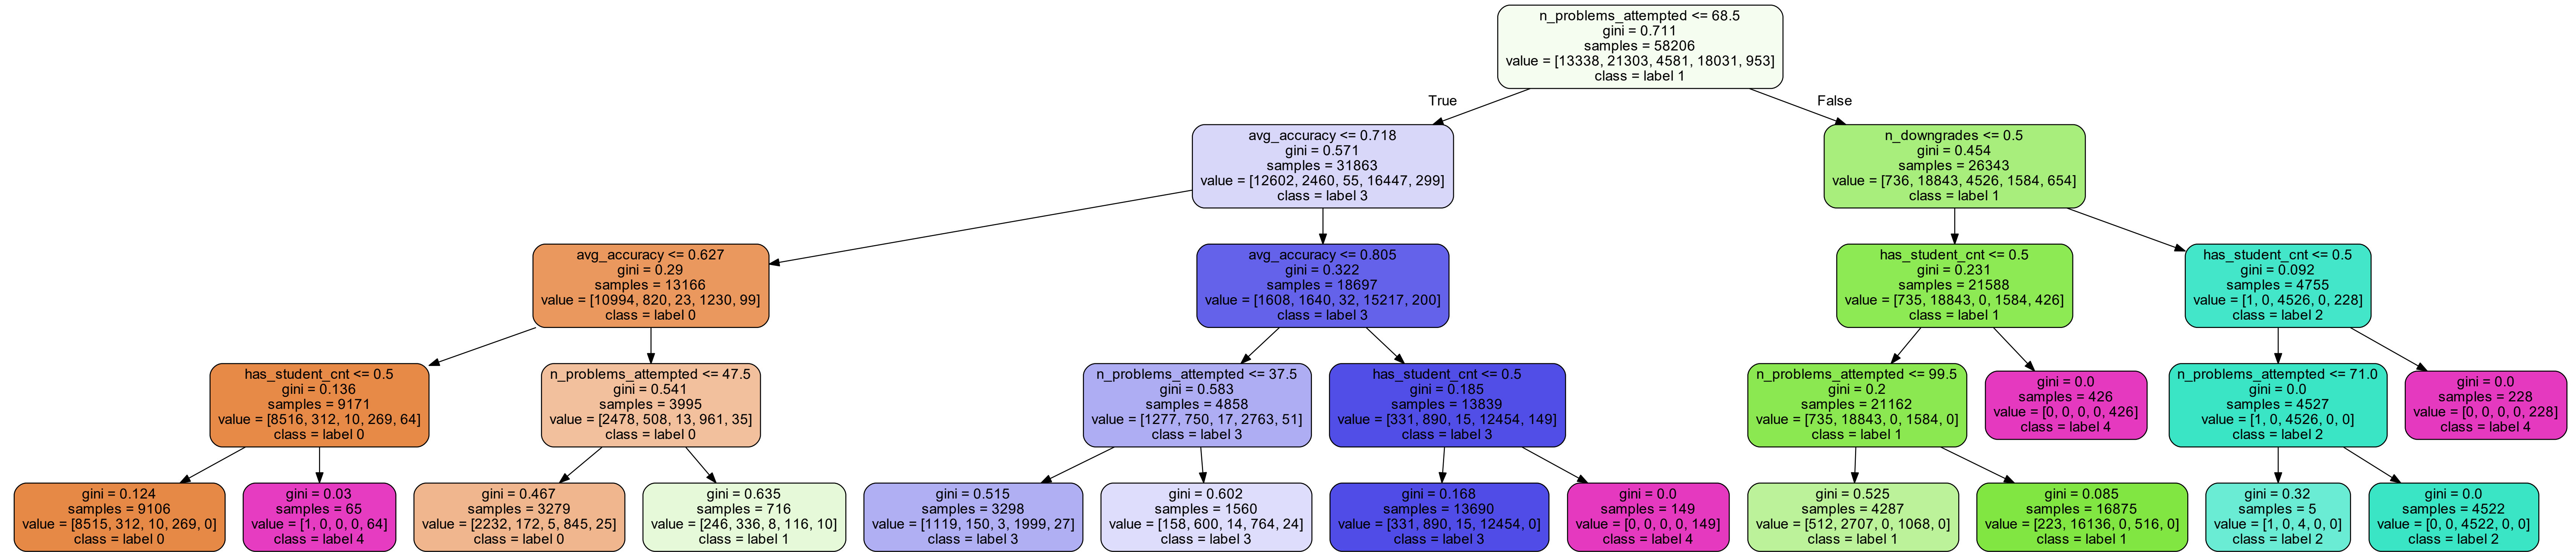 n_problems_attempted <= 68.5
gini = 0.711
samples = 58206
value = [13338, 21303, 4581, 18031, 953]
class = label 1
True
False
avg_accuracy <= 0.718
gini = 0.571
samples = 31863
value = [12602, 2460, 55, 16447, 299]
class = label 3
n_downgrades <= 0.5
gini = 0.454
samples = 26343
value = [736, 18843, 4526, 1584, 654]
class = label 1
avg_accuracy <= 0.627
gini = 0.29
samples = 13166
value = [10994, 820, 23, 1230, 99]
class = label 0
avg_accuracy <= 0.805
gini = 0.322
samples = 18697
value = [1608, 1640, 32, 15217, 200]
class = label 3
has_student_cnt <= 0.5
gini = 0.231
samples = 21588
value = [735, 18843, 0, 1584, 426]
class = label 1
has_student_cnt <= 0.5
gini = 0.092
samples = 4755
value = [1, 0, 4526, 0, 228]
class = label 2
has_student_cnt <= 0.5
gini = 0.136
samples = 9171
value = [8516, 312, 10, 269, 64]
class = label 0
n_problems_attempted <= 47.5
gini = 0.541
samples = 3995
value = [2478, 508, 13, 961, 35]
class = label 0
n_problems_attempted <= 37.5
gini = 0.583
samples = 4858
value = [1277, 750, 17, 2763, 51]
class = label 3
has_student_cnt <= 0.5
gini = 0.185
samples = 13839
value = [331, 890, 15, 12454, 149]
class = label 3
n_problems_attempted <= 99.5
gini = 0.2
samples = 21162
value = [735, 18843, 0, 1584, 0]
class = label 1
gini = 0.0
samples = 426
value = [0, 0, 0, 0, 426]
class = label 4
n_problems_attempted <= 71.0
gini = 0.0
samples = 4527
value = [1, 0, 4526, 0, 0]
class = label 2
gini = 0.0
samples = 228
value = [0, 0, 0, 0, 228]
class = label 4
gini = 0.124
samples = 9106
value = [8515, 312, 10, 269, 0]
class = label 0
gini = 0.03
samples = 65
value = [1, 0, 0, 0, 64]
class = label 4
gini = 0.467
samples = 3279
value = [2232, 172, 5, 845, 25]
class = label 0
gini = 0.635
samples = 716
value = [246, 336, 8, 116, 10]
class = label 1
gini = 0.515
samples = 3298
value = [1119, 150, 3, 1999, 27]
class = label 3
gini = 0.602
samples = 1560
value = [158, 600, 14, 764, 24]
class = label 3
gini = 0.168
samples = 13690
value = [331, 890, 15, 12454, 0]
class = label 3
gini = 0.0
samples = 149
value = [0, 0, 0, 0, 149]
class = label 4
gini = 0.525
samples = 4287
value = [512, 2707, 0, 1068, 0]
class = label 1
gini = 0.085
samples = 16875
value = [223, 16136, 0, 516, 0]
class = label 1
gini = 0.32
samples = 5
value = [1, 0, 4, 0, 0]
class = label 2
gini = 0.0
samples = 4522
value = [0, 0, 4522, 0, 0]
class = label 2